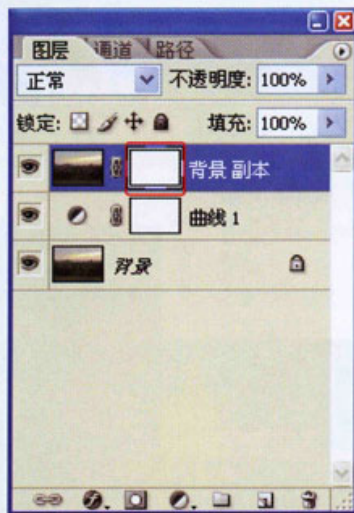 图层 通道 路径
正常 不透明度: 100%
锁定: 填充: 100%
背景 副本
曲线 1
背景